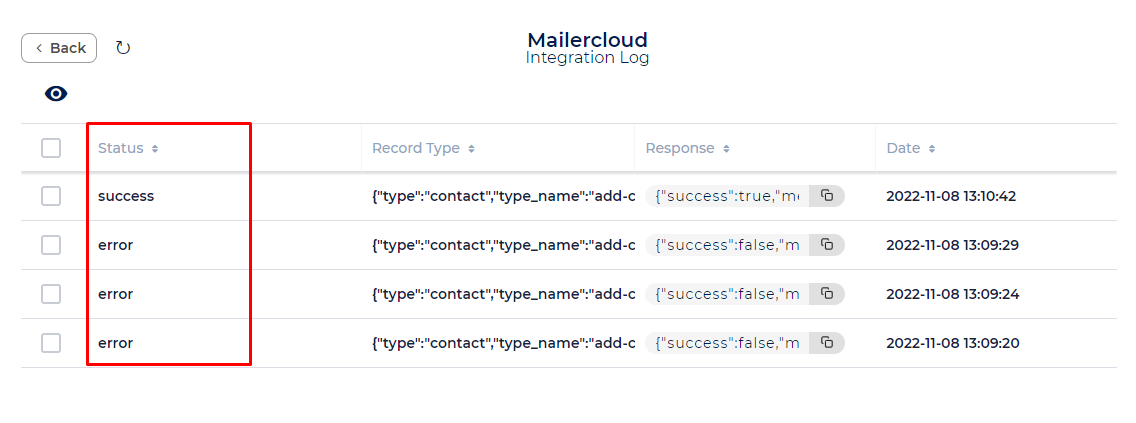 Back
Mailercloud
Integration Log
Status Record Type Response Date
success {"type":"contact","type_name":"add-c {"success":true,"me 2022-11-08 13:10:42
error {"type":"contact","type_name":"add-c {"success":false,"m 2022-11-08 13:09:29
error {"type":"contact","type_name":"add-c {"success":false,"m 2022-11-08 13:09:24
error {"type":"contact","type_name":"add-c {"success":false,"m 2022-11-08 13:09:20